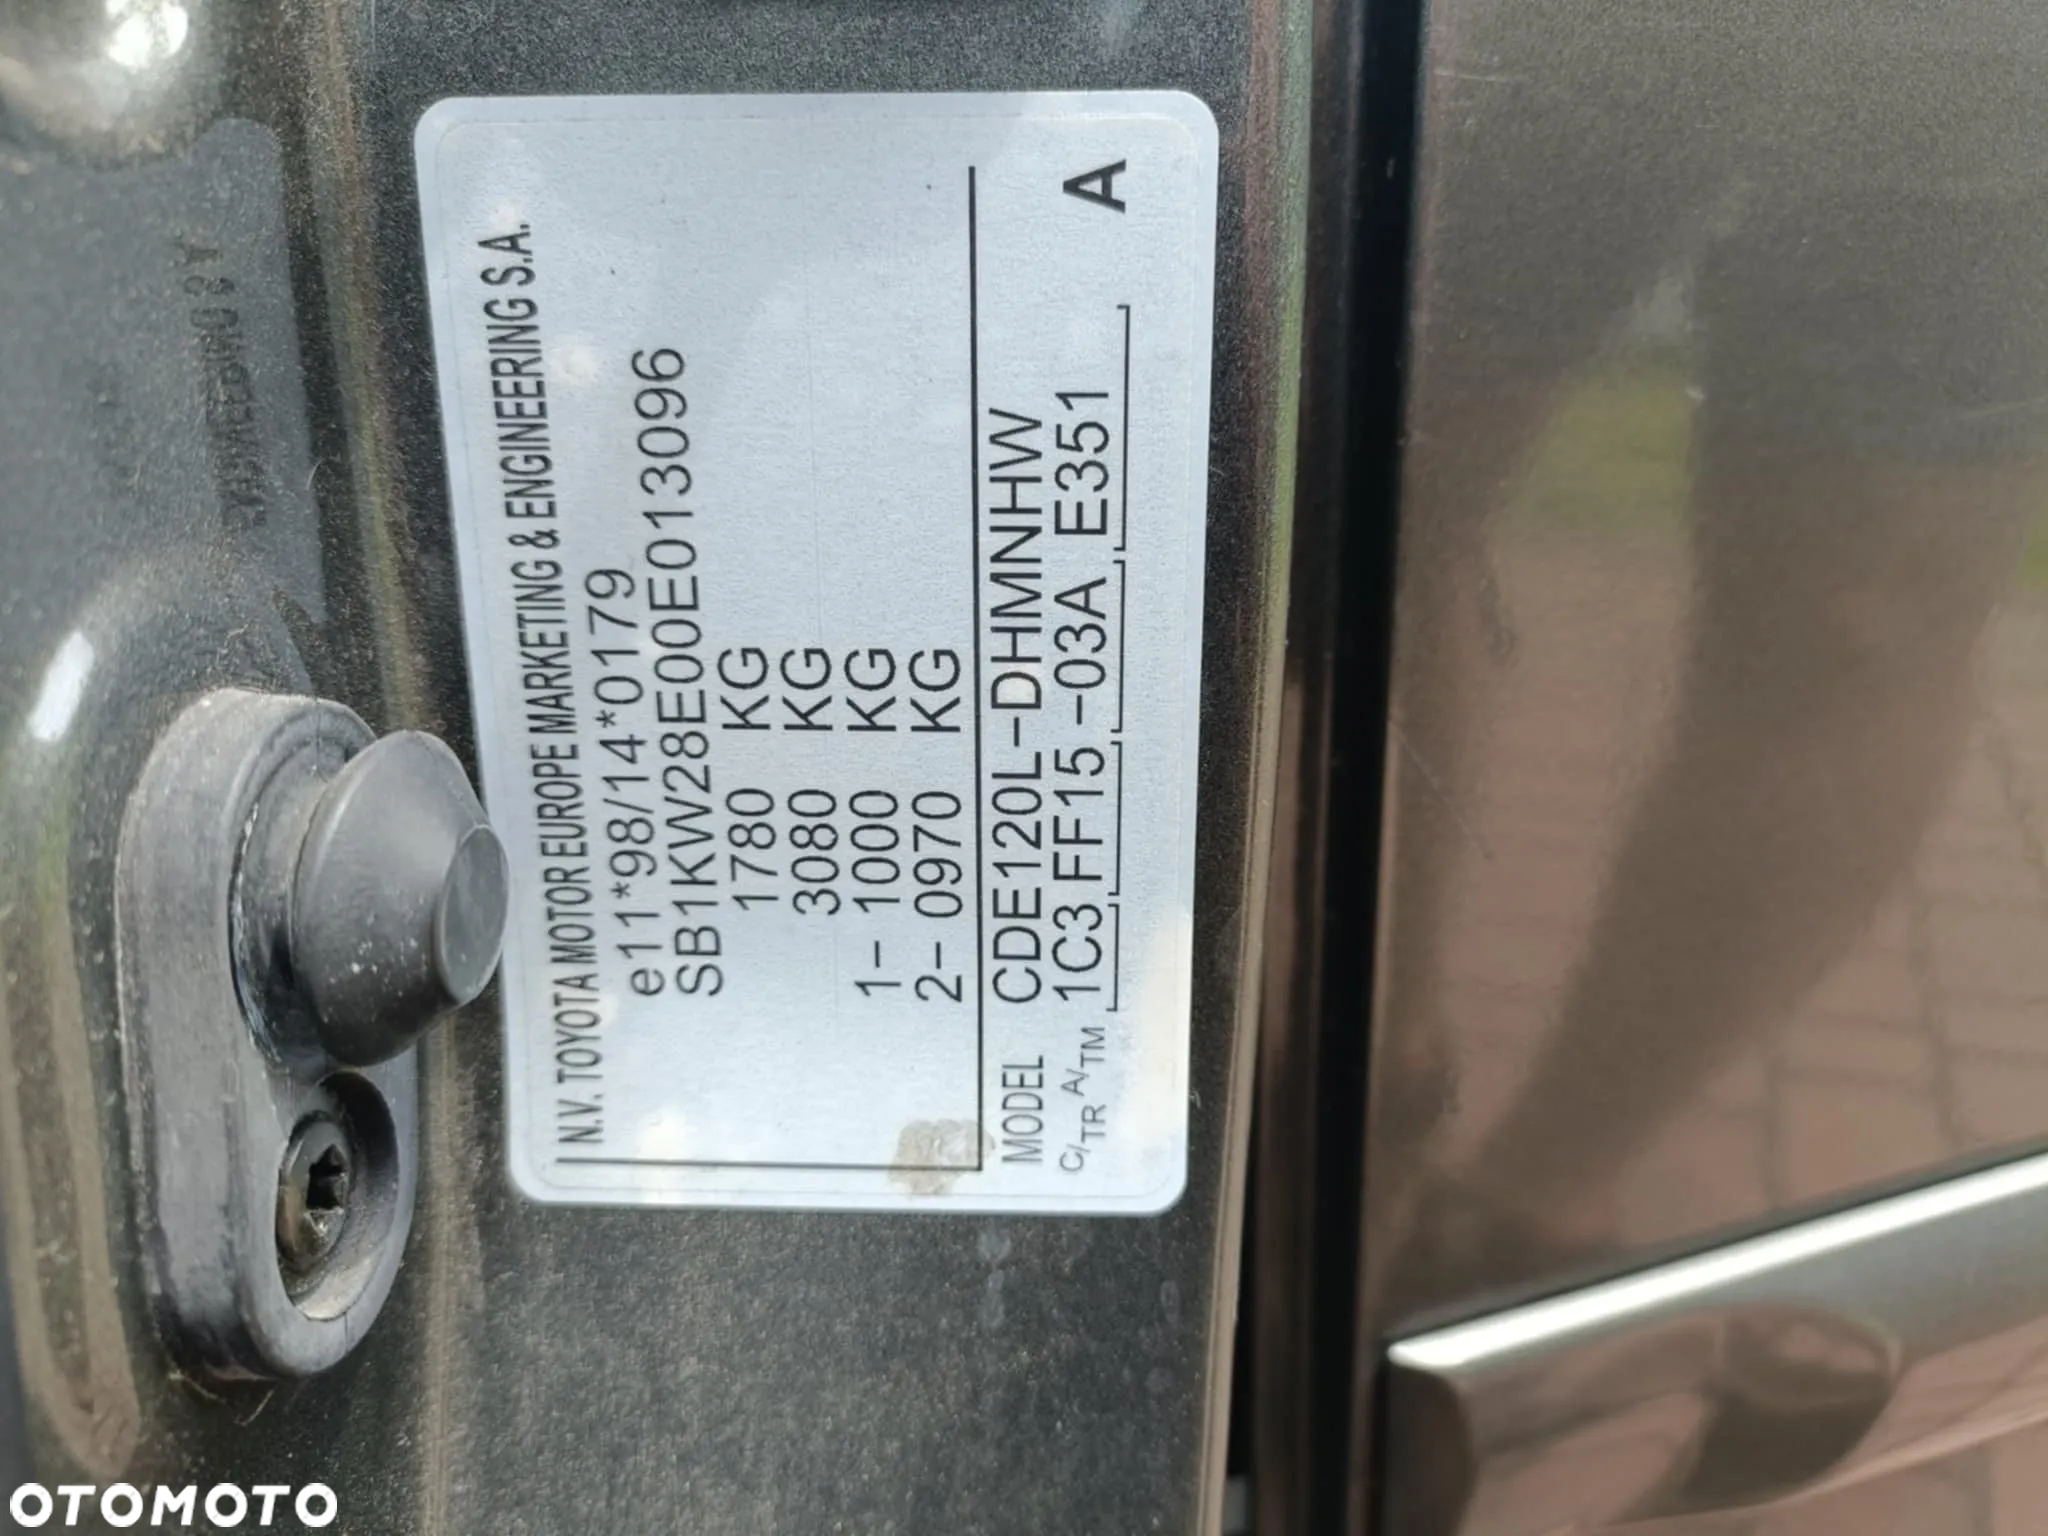 N.V. TOYOTA MOTOR EUROPE MARKETING & ENGINEERING S.A.
e11*98/14*0179
SB1KW28E00E013096
1780 KG
3080 KG
1- 1000 KG
2- 0970 KG
MODEL CDE120L-DHMNHW
C/TR A/TM 1C3 FF15 -03A E351 A
OTOMOTO